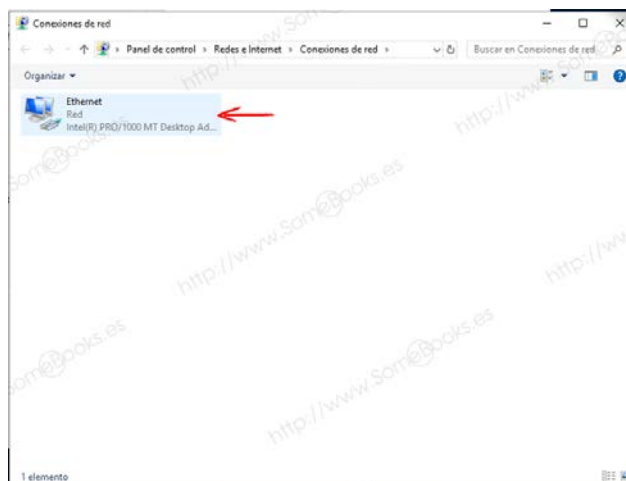 Conexiones de red
Panel de control › Redes e Internet › Conexiones de red ›
Buscar en Conexiones de red
Organizar
Ethernet
Red
Intel(R) PRO/1000 MT Desktop Ad...
http://www.SomeBooks.es
1 elemento